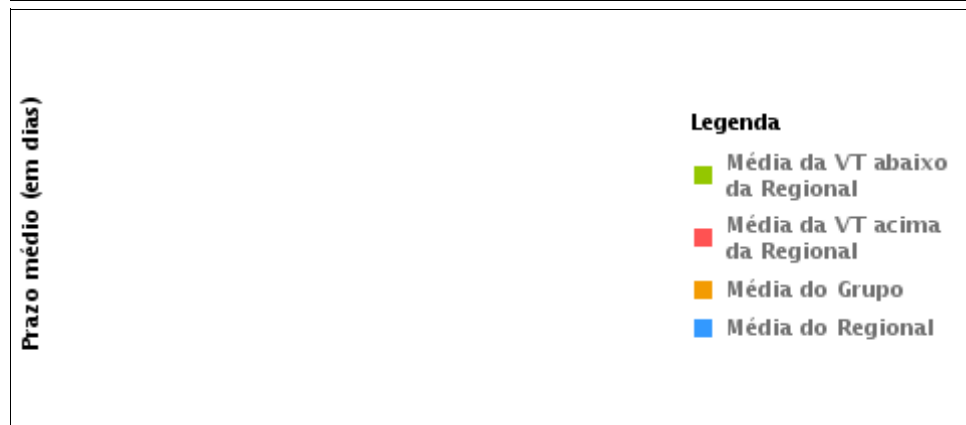 Prazo médio (em dias)
Legenda
Média da VT abaixo
da Regional
Média da VT acima
da Regional
Média do Grupo
Média do Regional